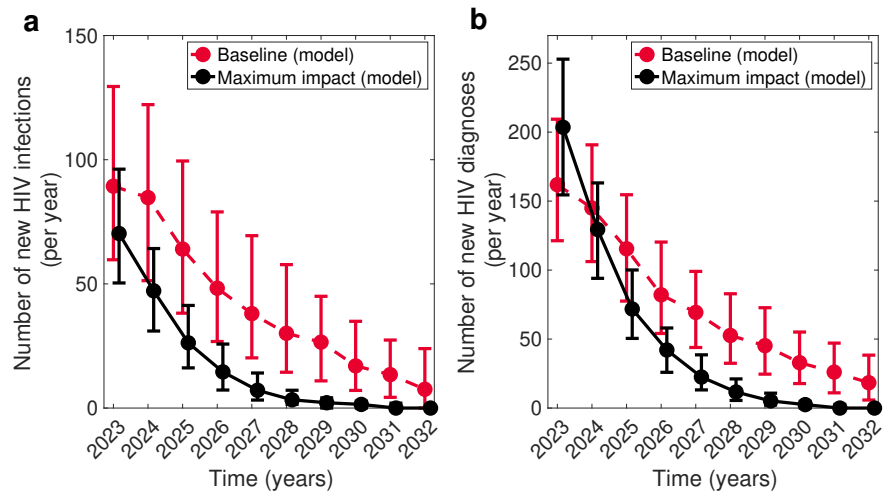 a
Number of new HIV infections
(per year)
150
100
50
0
Baseline (model)
Maximum impact (model)
2023
2024
2025
2026
2027
2028
2029
2030
2031
2032
Time (years)
b
Number of new HIV diagnoses
(per year)
250
200
150
100
50
0
Baseline (model)
Maximum impact (model)
2023
2024
2025
2026
2027
2028
2029
2030
2031
2032
Time (years)